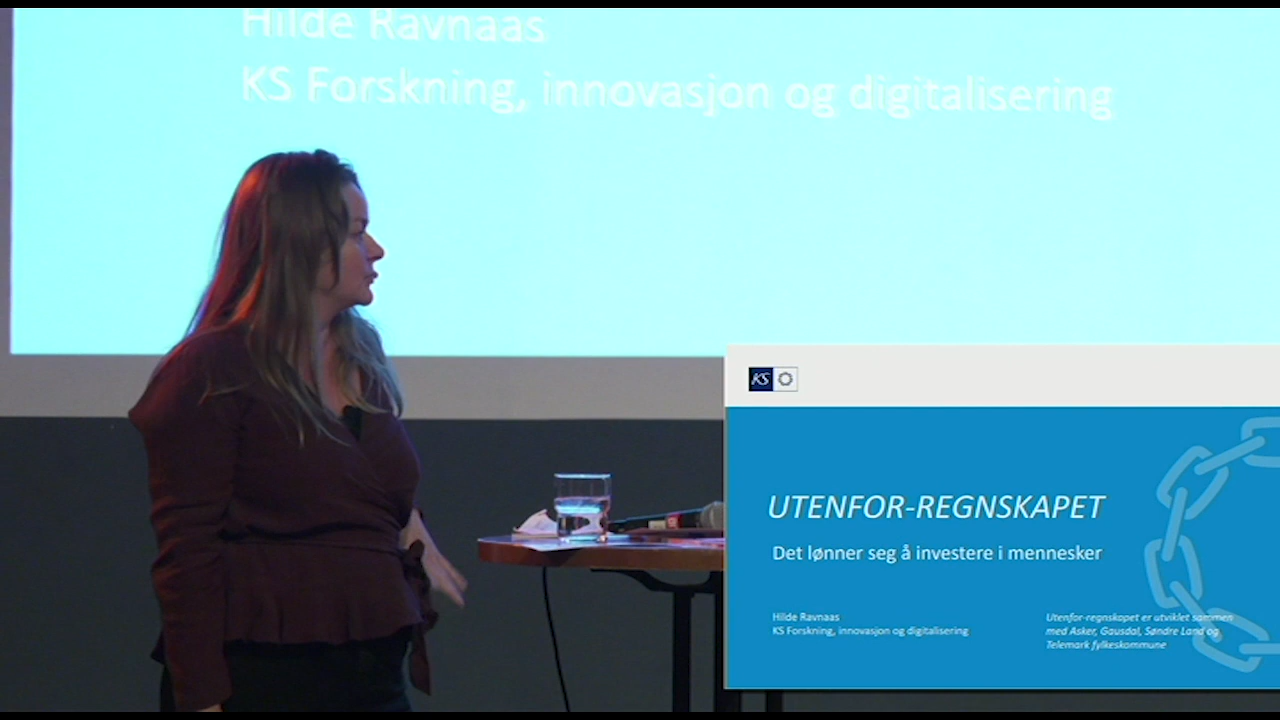 Hilde Ravnaas
KS Forskning, innovasjon og digitalisering
KS
UTENFOR-REGNSKAPET
Det lønner seg å investere i mennesker
Hilde Ravnaas
KS Forskning, innovasjon og digitalisering
Utenfor-regnskapet er utviklet sammen
med Asker, Gausdal, Søndre Land og
Telemark fylkeskommune